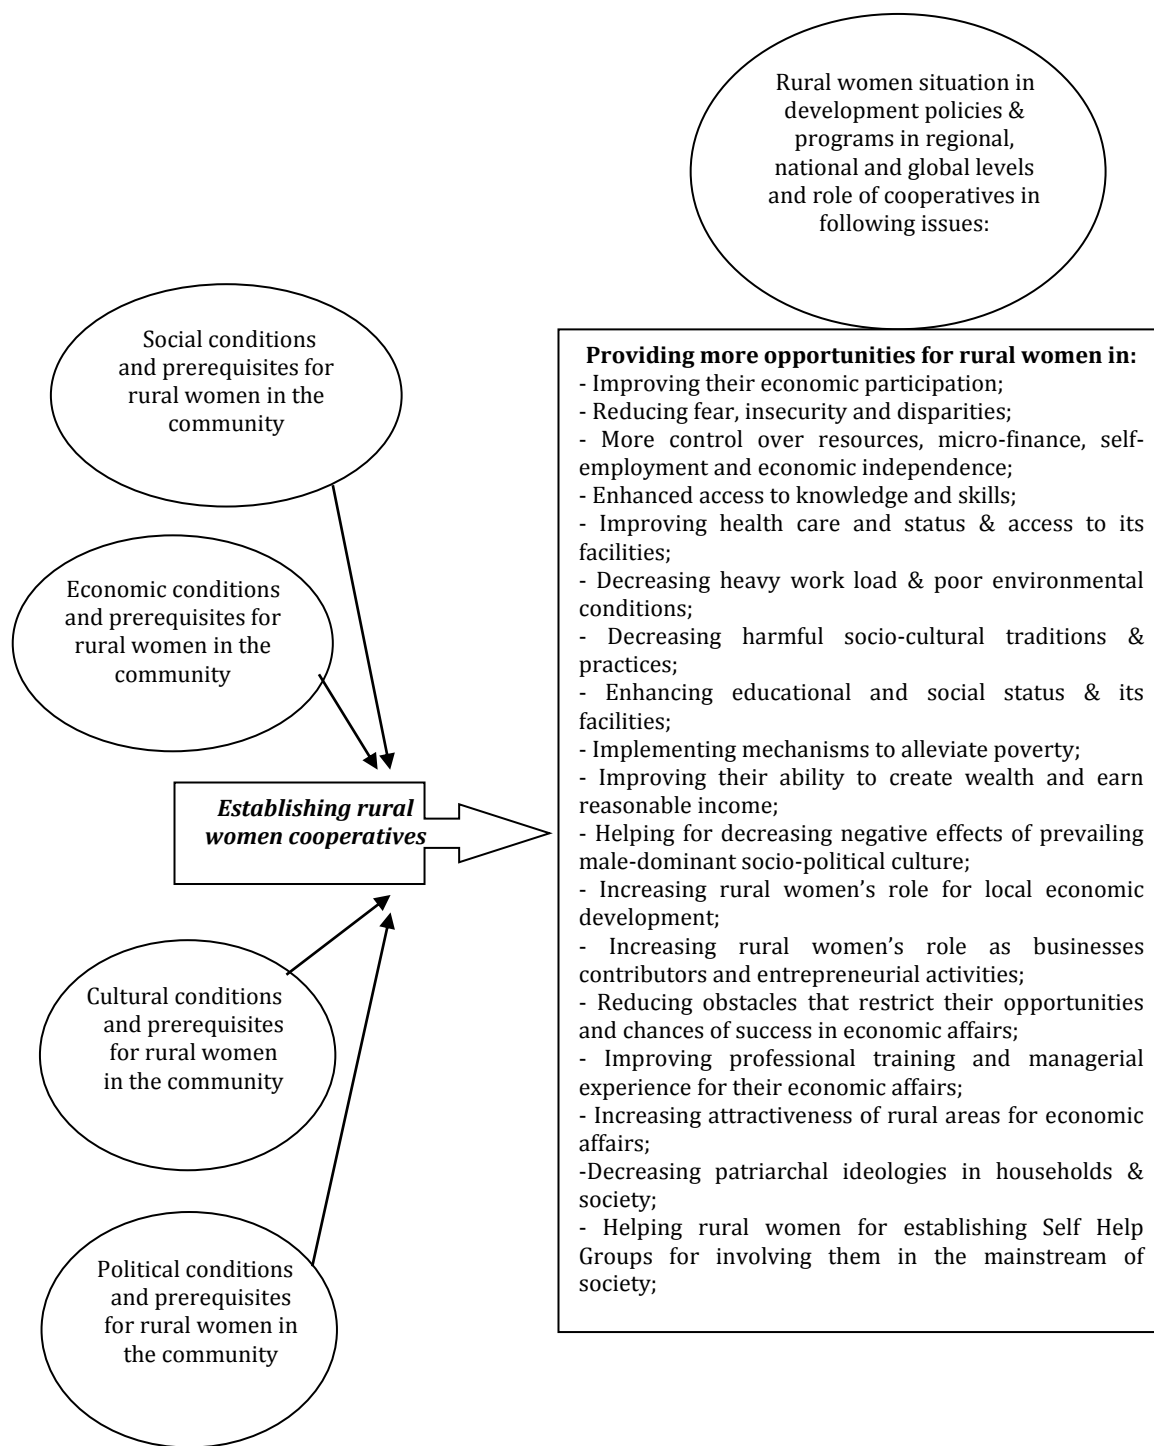 Rural women situation in
development policies &
programs in regional,
national and global levels
and role of cooperatives in
following issues:
Social conditions
and prerequisites for
rural women in the
community
Economic conditions
and prerequisites for
rural women in the
community
Establishing rural
women cooperatives
Cultural conditions
and prerequisites
for rural women
in the community
Political conditions
and prerequisites
for rural women in
the community
Providing more opportunities for rural women in:
- Improving their economic participation;
- Reducing fear, insecurity and disparities;
- More control over resources, micro-finance, self-
employment and economic independence;
- Enhanced access to knowledge and skills;
- Improving health care and status & access to its
facilities;
- Decreasing heavy work load & poor environmental
conditions;
- Decreasing harmful socio-cultural traditions &
practices;
- Enhancing educational and social status & its
facilities;
- Implementing mechanisms to alleviate poverty;
- Improving their ability to create wealth and earn
reasonable income;
- Helping for decreasing negative effects of prevailing
male-dominant socio-political culture;
- Increasing rural women’s role for local economic
development;
- Increasing rural women’s role as businesses
contributors and entrepreneurial activities;
- Reducing obstacles that restrict their opportunities
and chances of success in economic affairs;
- Improving professional training and managerial
experience for their economic affairs;
- Increasing attractiveness of rural areas for economic
affairs;
-Decreasing patriarchal ideologies in households &
society;
- Helping rural women for establishing Self Help
Groups for involving them in the mainstream of
society;